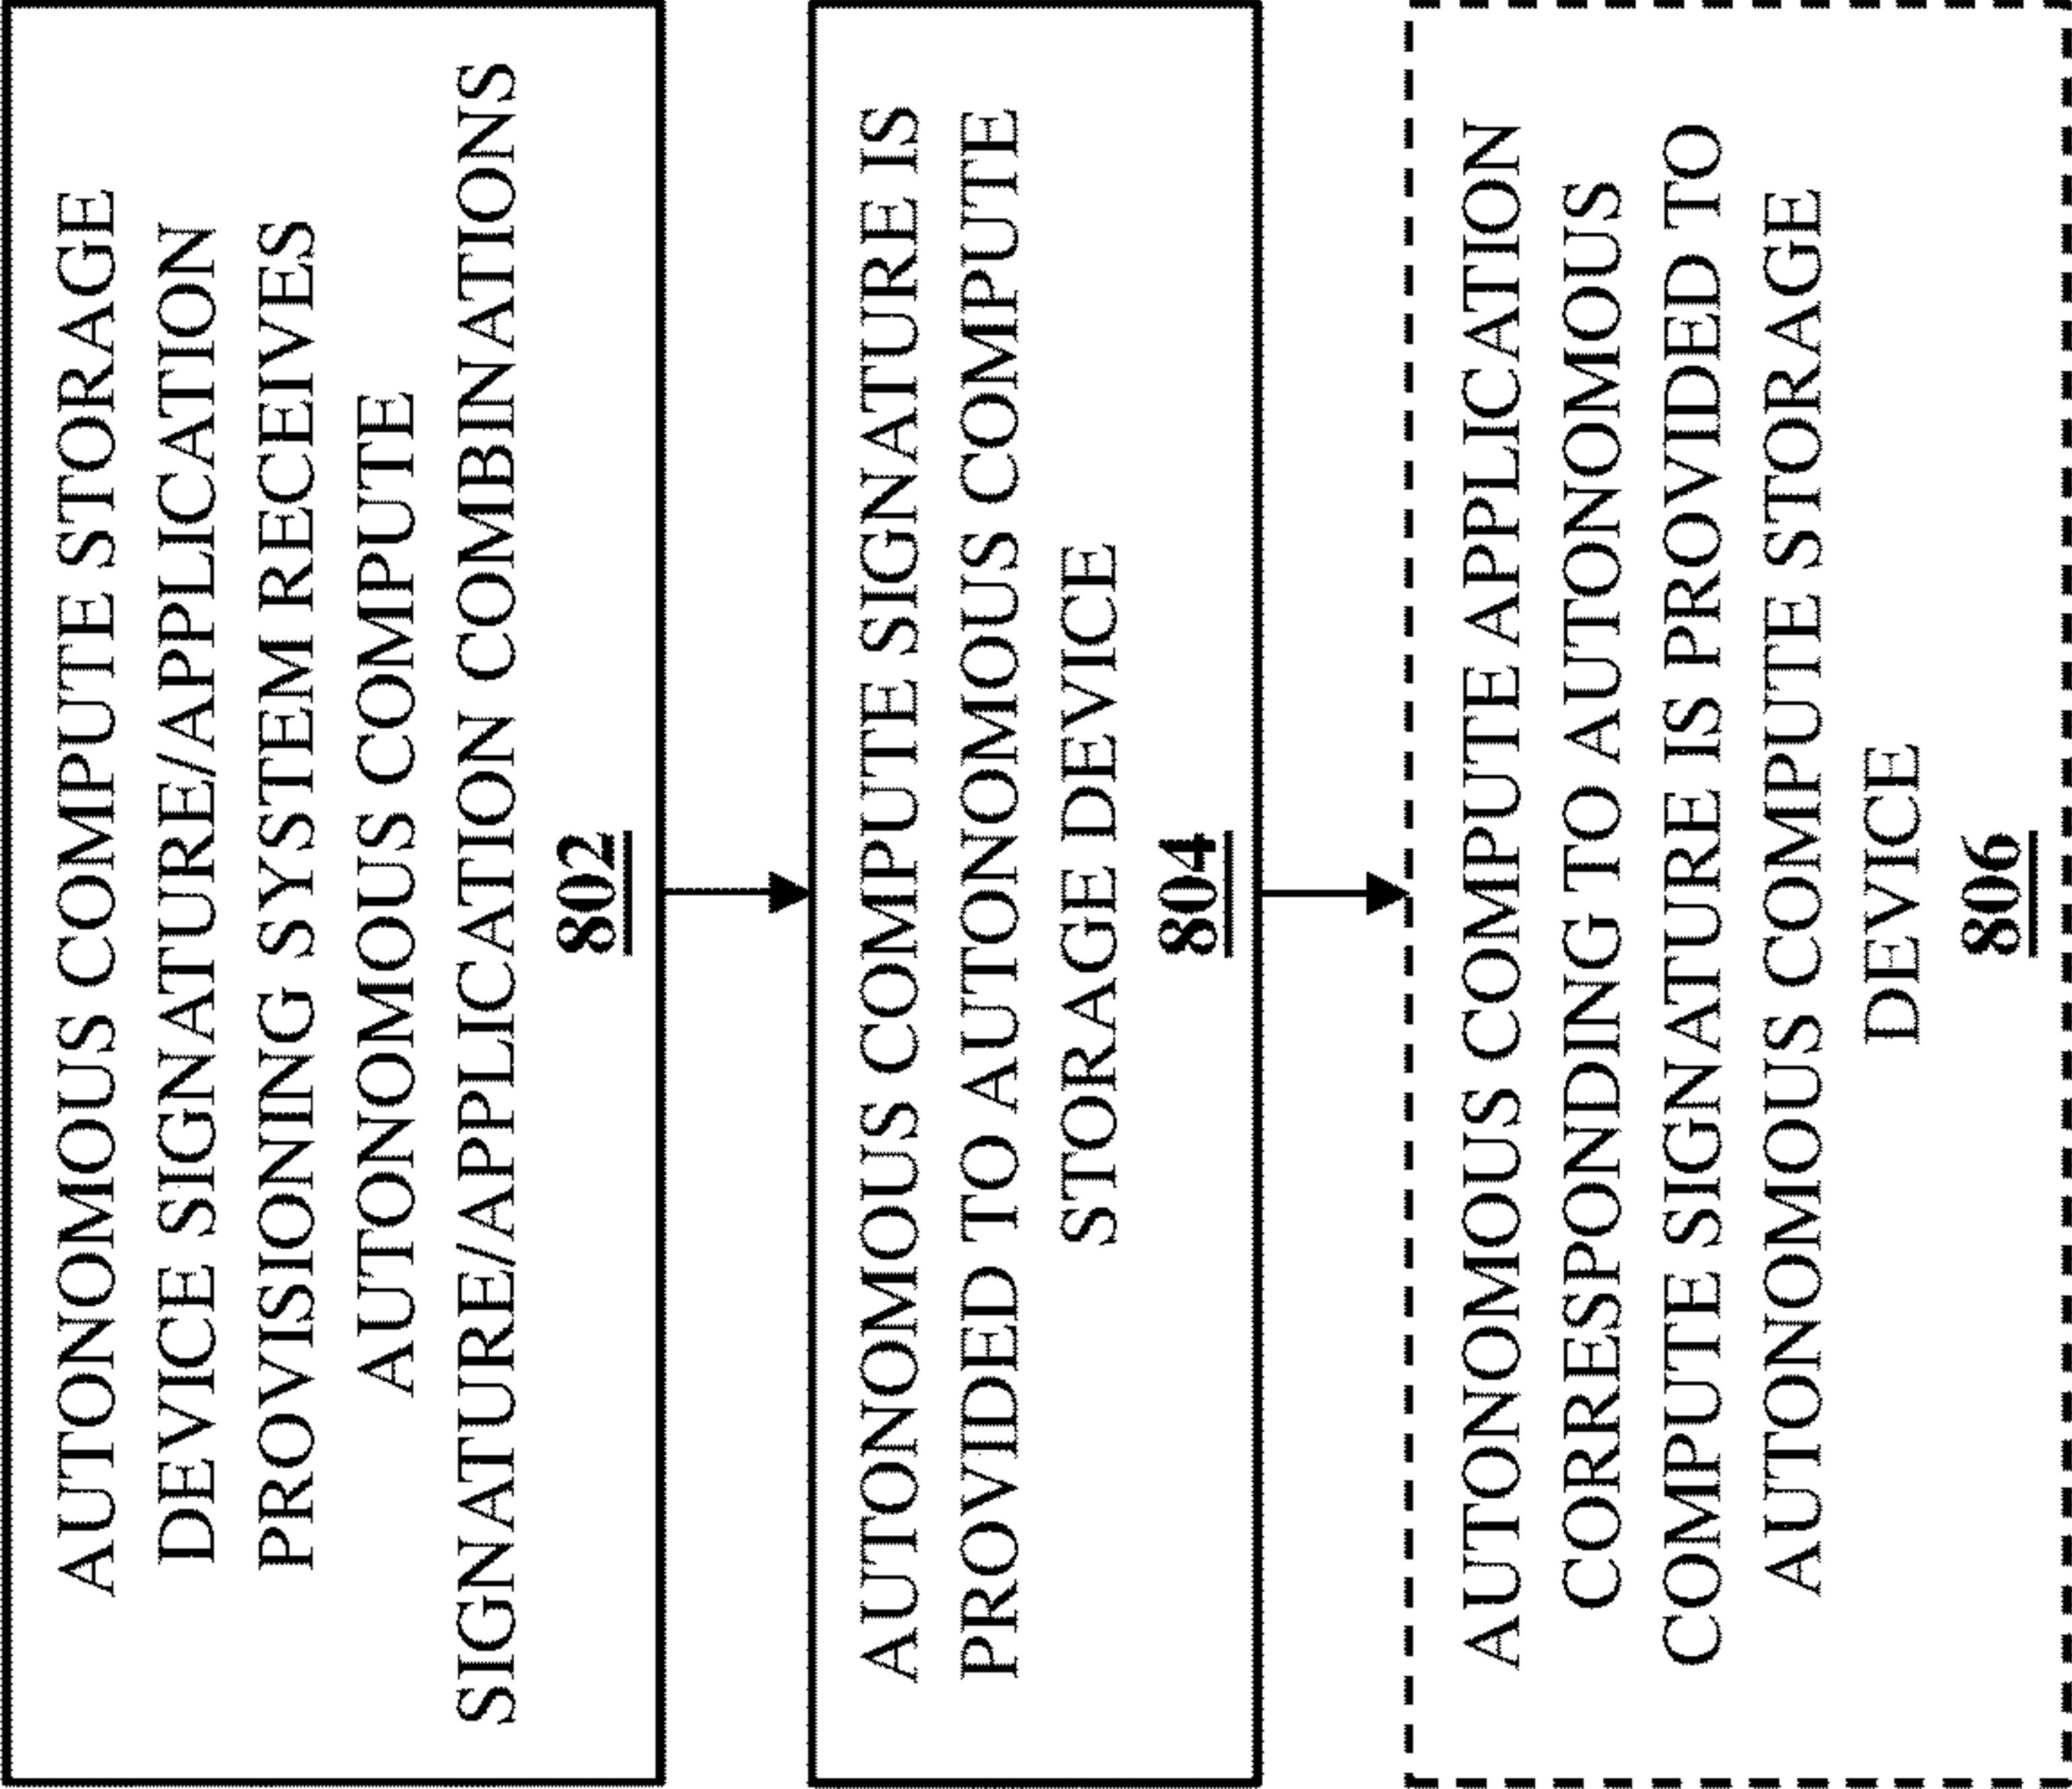 AUTONOMOUS COMPUTE STORAGE
DEVICE SIGNATURE/APPLICATION
PROVISIONING SYSTEM RECEIVES
AUTONOMOUS COMPUTE
SIGNATURE/APPLICATION COMBINATIONS
802
AUTONOMOUS COMPUTE SIGNATURE IS
PROVIDED TO AUTONOMOUS COMPUTE
STORAGE DEVICE
804
AUTONOMOUS COMPUTE APPLICATION
CORRESPONDING TO AUTONOMOUS
COMPUTE SIGNATURE IS PROVIDED TO
AUTONOMOUS COMPUTE STORAGE
DEVICE
806